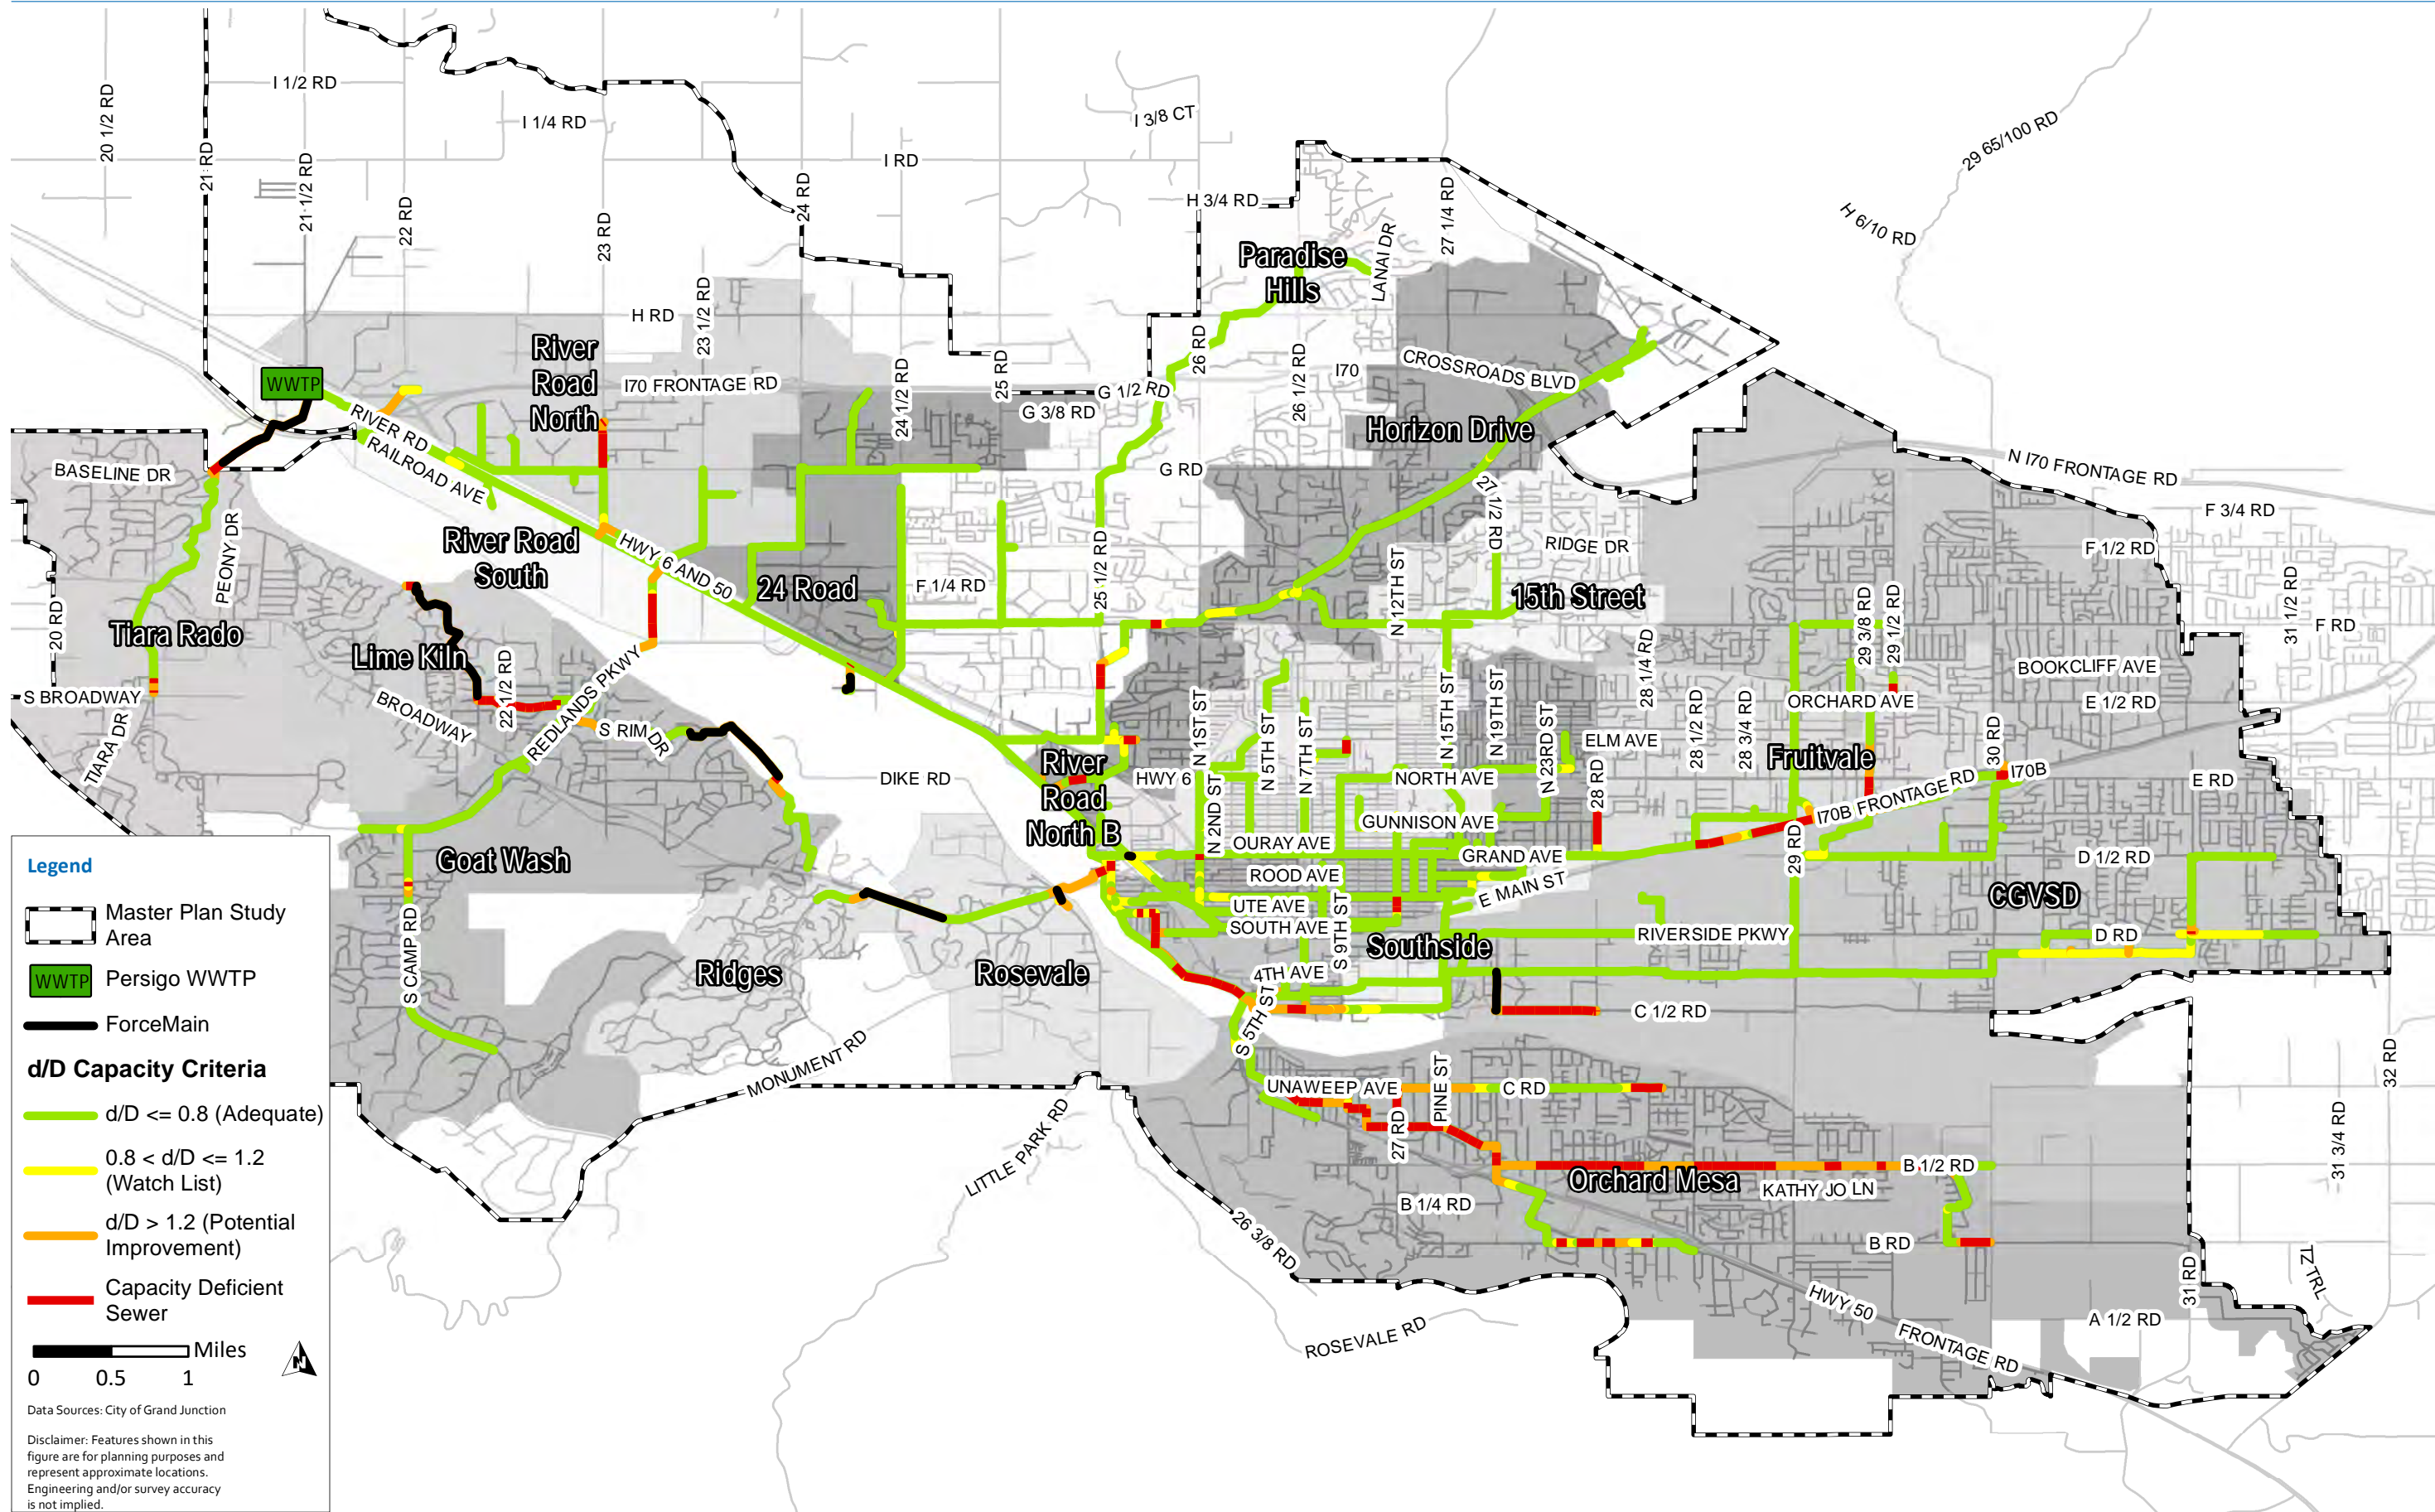 I 1/2 RD
20 1/2 RD
I 1/4 RD
I 3/8 CT
29 65/100 RD
21 RD
21 1/2 RD
22 RD
23 RD
I RD
24 RD
H 3/4 RD
27 1/4 RD
H 6/10 RD
LANAI DR
Paradise
Hills
H RD
23 1/2 RD
River
Road
North
I70 FRONTAGE RD
24 1/2 RD
25 RD
G 1/2 RD
G 3/8 RD
26 RD
26 1/2 RD
I70
CROSSROADS BLVD
Horizon Drive
WWTP
RIVER RD
RAILROAD AVE
BASELINE DR
G RD
27 1/2 RD
N I70 FRONTAGE RD
F 3/4 RD
PEONY DR
River Road
South
HWY 6 AND 50
24 Road
F 1/4 RD
25 1/2 RD
N 12TH ST
RIDGE DR
15th Street
F 1/2 RD
31 1/2 RD
F RD
20 RD
Tiara Rado
Lime Kiln
22 1/2 RD
REDLANDS PKWY
S BROADWAY
TIARA DR
BROADWAY
S RIM DR
N 1ST ST
N 5TH ST
N 7TH ST
N 15TH ST
N 19TH ST
N 23RD ST
28 1/4 RD
28 1/2 RD
28 3/4 RD
29 3/8 RD
29 1/2 RD
BOOKCLIFF AVE
ORCHARD AVE
E 1/2 RD
ELM AVE
Fruitvale
30 RD
I70B
E RD
DIKE RD
River
Road
North B
HWY 6
NORTH AVE
28 RD
I70B FRONTAGE RD
N 2ND ST
GUNNISON AVE
OURAY AVE
GRAND AVE
29 RD
D 1/2 RD
Goat Wash
ROOD AVE
E MAIN ST
CGVSD
UTE AVE
SOUTH AVE
S 9TH ST
Southside
RIVERSIDE PKWY
D RD
S CAMP RD
Ridges
Rosevale
4TH AVE
S 5TH ST
C 1/2 RD
MONUMENT RD
UNAWEEP AVE
PINE ST
C RD
32 RD
LITTLE PARK RD
27 RD
31 3/4 RD
Orchard Mesa
B 1/2 RD
KATHY JO LN
B 1/4 RD
26 3/8 RD
B RD
31 RD
TZ TRL
HWY 50
FRONTAGE RD
A 1/2 RD
ROSEVALE RD
Legend
Master Plan Study
Area
WWTP
Persigo WWTP
ForceMain
d/D Capacity Criteria
d/D <= 0.8 (Adequate)
0.8 < d/D <= 1.2
(Watch List)
d/D > 1.2 (Potential
Improvement)
Capacity Deficient
Sewer
Miles
0 0.5 1
N
Data Sources: City of Grand Junction
Disclaimer: Features shown in this
figure are for planning purposes and
represent approximate locations.
Engineering and/or survey accuracy
is not implied.